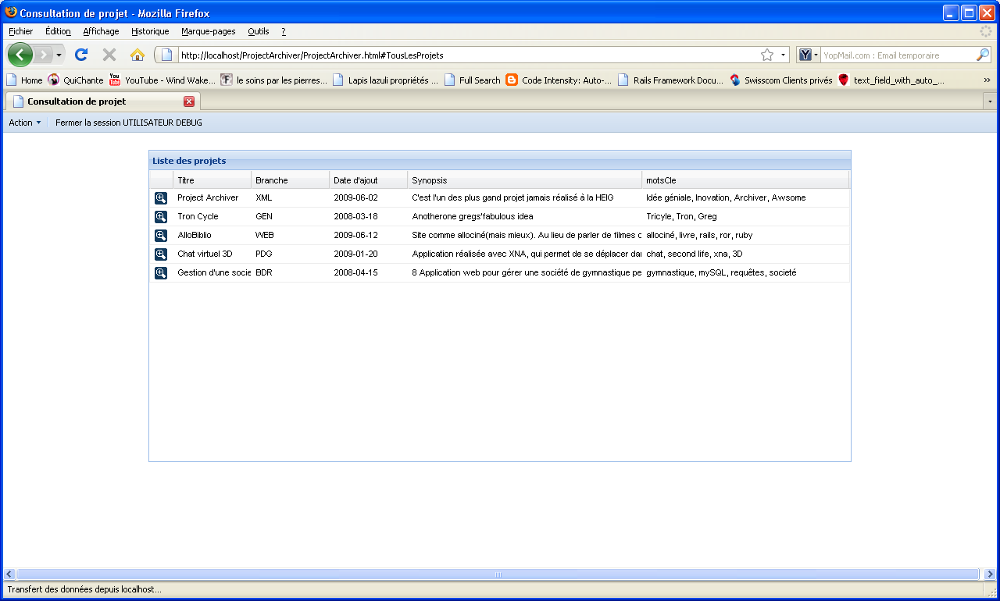 Consultation de projet - Mozilla Firefox
Fichier Édition Affichage Historique Marque-pages Outils ?
http://localhost/ProjectArchiver/ProjectArchiver.html#TousLesProjets YopMail.com : Email temporaire
Home QuiChante YouTube - Wind Wake... le soins par les pierres... Lapis lazuli propriétés ... Full Search Code Intensity: Auto-... Rails Framework Docu... Swisscom Clients privés text_field_with_auto_... »
Consultation de projet
Action Fermer la session UTILISATEUR DEBUG
Liste des projets
Titre Branche Date d'ajout Synopsis motsCle
Project Archiver XML 2009-06-02 C'est l'un des plus gand projet jamais réalisé à la HEIG Idée géniale, Inovation, Archiver, Awsome
Tron Cycle GEN 2008-03-18 Anotherone gregs'fabulous idea Tricyle, Tron, Greg
AlloBiblio WEB 2009-06-12 Site comme allociné(mais mieux). Au lieu de parler de filmes c allociné, livre, rails, ror, ruby
Chat virtuel 3D PDG 2009-01-20 Application réalisée avec XNA, qui permet de se déplacer dan chat, second life, xna, 3D
Gestion d'une socie BDR 2008-04-15 8 Application web pour gérer une société de gymnastique pe gymnastique, mySQL, requêtes, societé
Transfert des données depuis localhost...